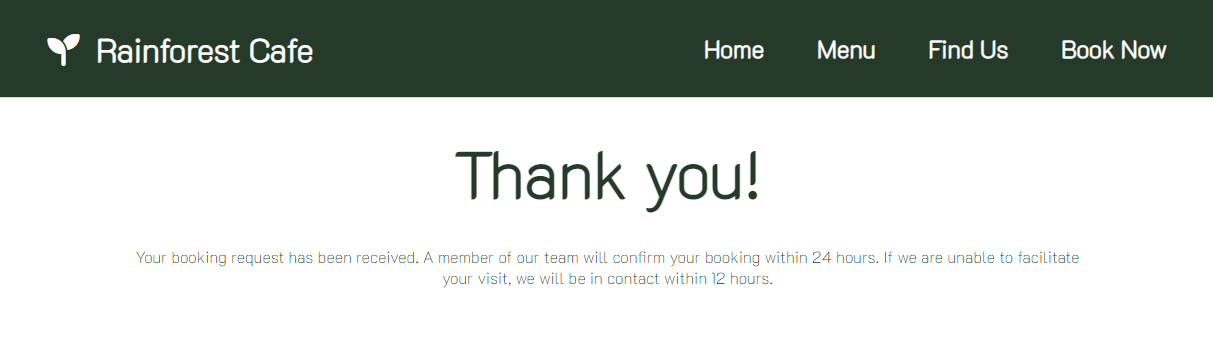 Rainforest Cafe Home Menu Find Us Book Now
Thank you!
Your booking request has been received. A member of our team will confirm your booking within 24 hours. If we are unable to facilitate
your visit, we will be in contact within 12 hours.